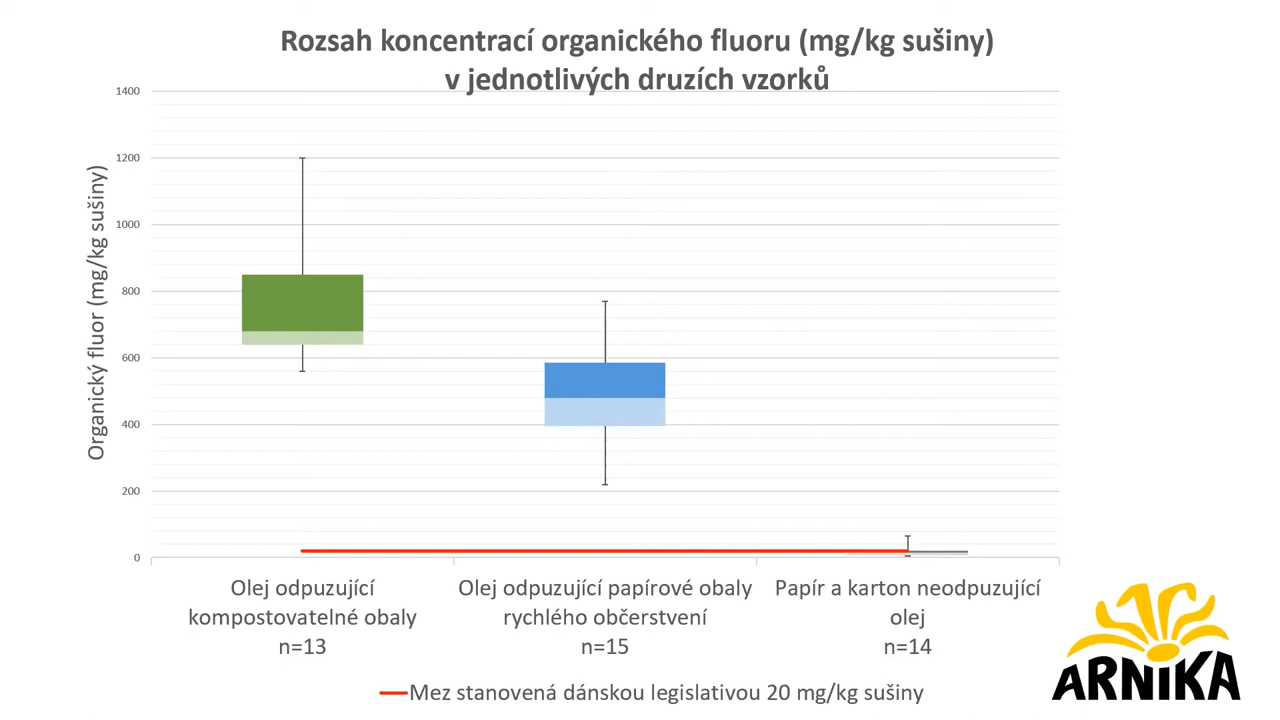 Rozsah koncentrací organického fluoru (mg/kg sušiny)
v jednotlivých druzích vzorků
Organický fluor (mg/kg sušiny)
1400
1200
1000
800
600
400
200
0
Olej odpuzující
kompostovatelné obaly
n=13
Olej odpuzující papírové obaly
rychlého občerstvení
n=15
Papír a karton neodpuzující
olej
n=14
Mez stanovená dánskou legislativou 20 mg/kg sušiny
ARNIKA